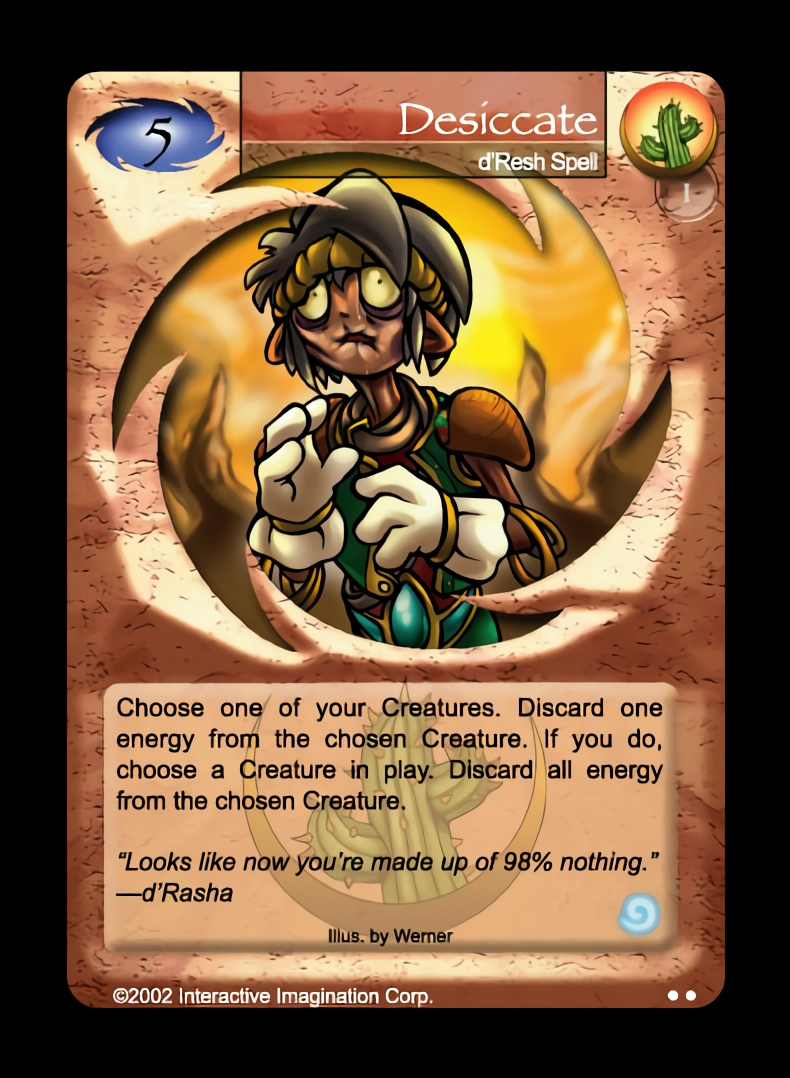 5
Desiccate
d'Resh Spell
1
Choose one of your Creatures. Discard one
energy from the chosen Creature. If you do,
choose a Creature in play. Discard all energy
from the chosen Creature.
“Looks like now you're made up of 98% nothing.”
—d'Rasha
Illus. by Werner
©2002 Interactive Imagination Corp.